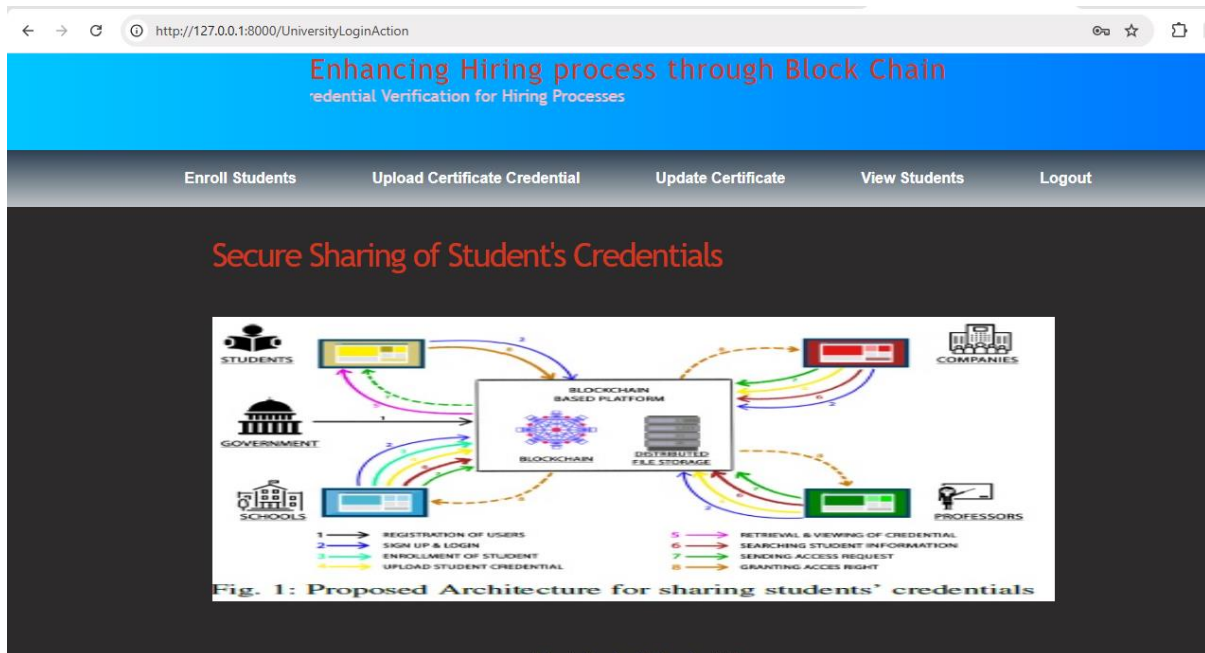 http://127.0.0.1:8000/UniversityLoginAction
Enhancing Hiring process through Block Chain
redential Verification for Hiring Processes
Enroll Students Upload Certificate Credential Update Certificate View Students Logout
Secure Sharing of Student's Credentials
STUDENTS
COMPANIES
BLOCKCHAIN
BASED PLATFORM
GOVERNMENT
BLOCKCHAIN
DISTRIBUTED
FILE STORAGE
SCHOOLS
PROFESSORS
1 REGISTRATION OF USERS
2 SIGN UP & LOGIN
3 ENROLLMENT OF STUDENT
4 UPLOAD STUDENT CREDENTIAL
5 RETRIEVAL & VIEWING OF CREDENTIAL
6 SEARCHING STUDENT INFORMATION
7 SENDING ACCESS REQUEST
8 GRANTING ACCES RIGHT
Fig. 1: Proposed Architecture for sharing students' credentials